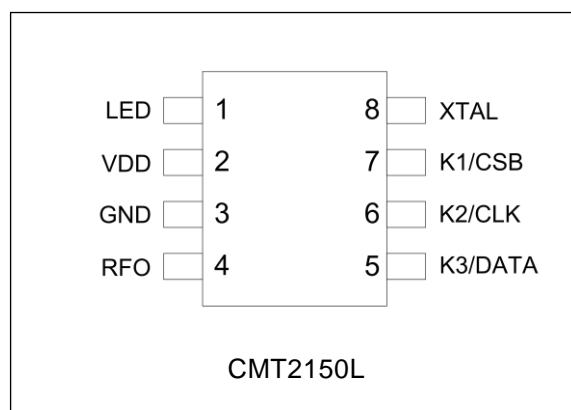 LED 1 8 XTAL
VDD 2 7 K1/CSB
GND 3 6 K2/CLK
RFO 4 5 K3/DATA
CMT2150L